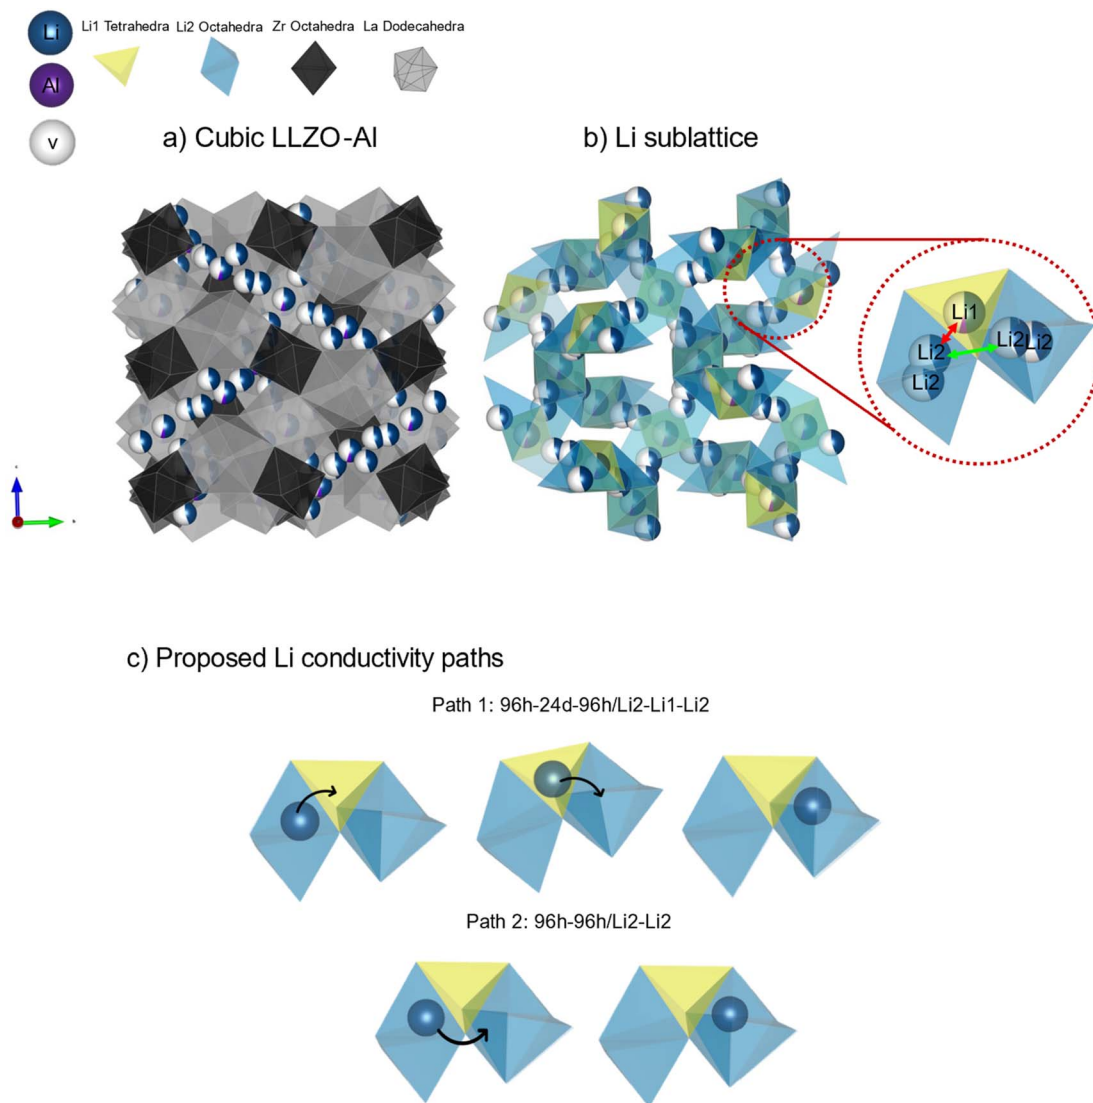 Li
Li1 Tetrahedra
Li2 Octahedra
Zr Octahedra
La Dodecahedra
Al
v
a) Cubic LLZO-Al
b) Li sublattice
Li1
Li2
Li2
Li2
Li2
c) Proposed Li conductivity paths
Path 1: 96h-24d-96h/Li2-Li1-Li2
Path 2: 96h-96h/Li2-Li2